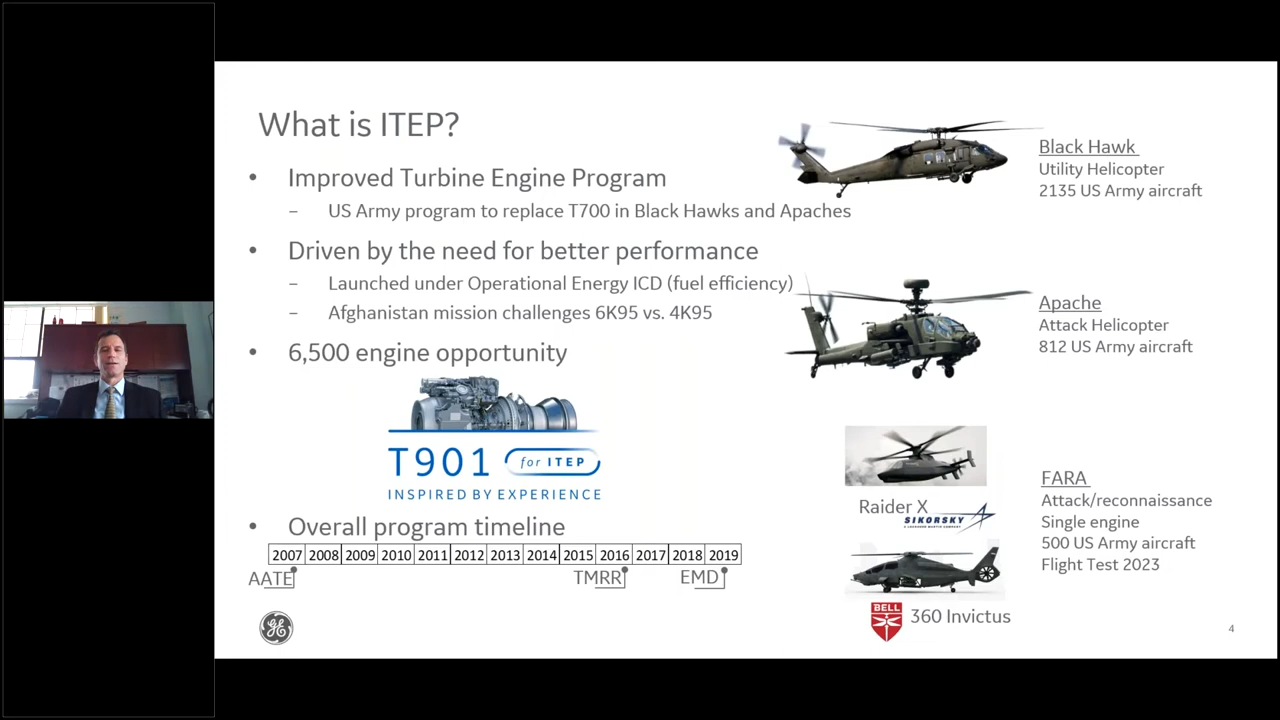 What is ITEP?
• Improved Turbine Engine Program
– US Army program to replace T700 in Black Hawks and Apaches
• Driven by the need for better performance
– Launched under Operational Energy ICD (fuel efficiency)
– Afghanistan mission challenges 6K95 vs. 4K95
• 6,500 engine opportunity
T901 for ITEP
INSPIRED BY EXPERIENCE
• Overall program timeline
2007 2008 2009 2010 2011 2012 2013 2014 2015 2016 2017 2018 2019
AATE TMRR EMD
GE
Black Hawk
Utility Helicopter
2135 US Army aircraft
Apache
Attack Helicopter
812 US Army aircraft
Raider X
SIKORSKY
A LOCKHEED MARTIN COMPANY
FARA
Attack/reconnaissance
Single engine
500 US Army aircraft
Flight Test 2023
BELL
360 Invictus
4